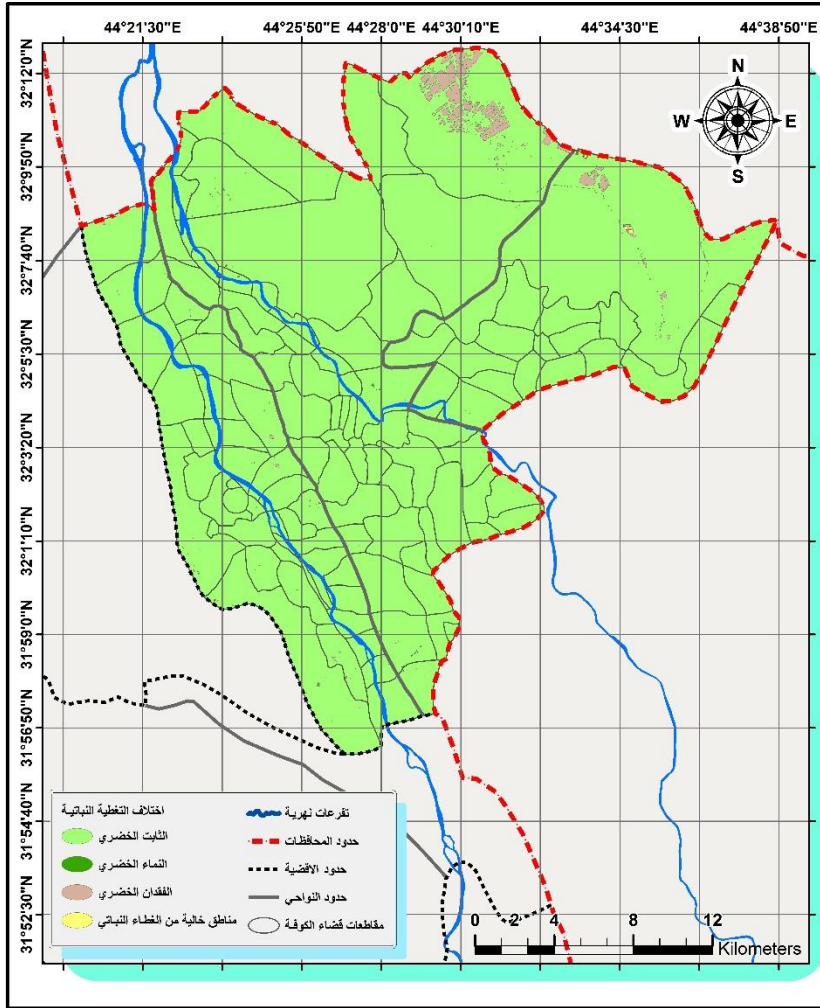 44°21'30"E 44°25'50"E 44°28'0"E 44°30'10"E 44°34'30"E 44°38'50"E
32°12'0"N
32°9'50"N
32°7'40"N
32°5'30"N
32°3'20"N
32°1'10"N
31°59'0"N
31°56'50"N
31°54'40"N
31°52'30"N
N
W E
S
اختلاف التغطية النباتية
الثابت الخضري
النماء الخضري
الفقدان الخضري
مناطق خالية من الغطاء النباتي
تفرعات نهرية
حدود المحافظات
حدود الاقضية
حدود النواحي
مقاطعات قضاء الكوفة
0 2 4 8 12
Kilometers